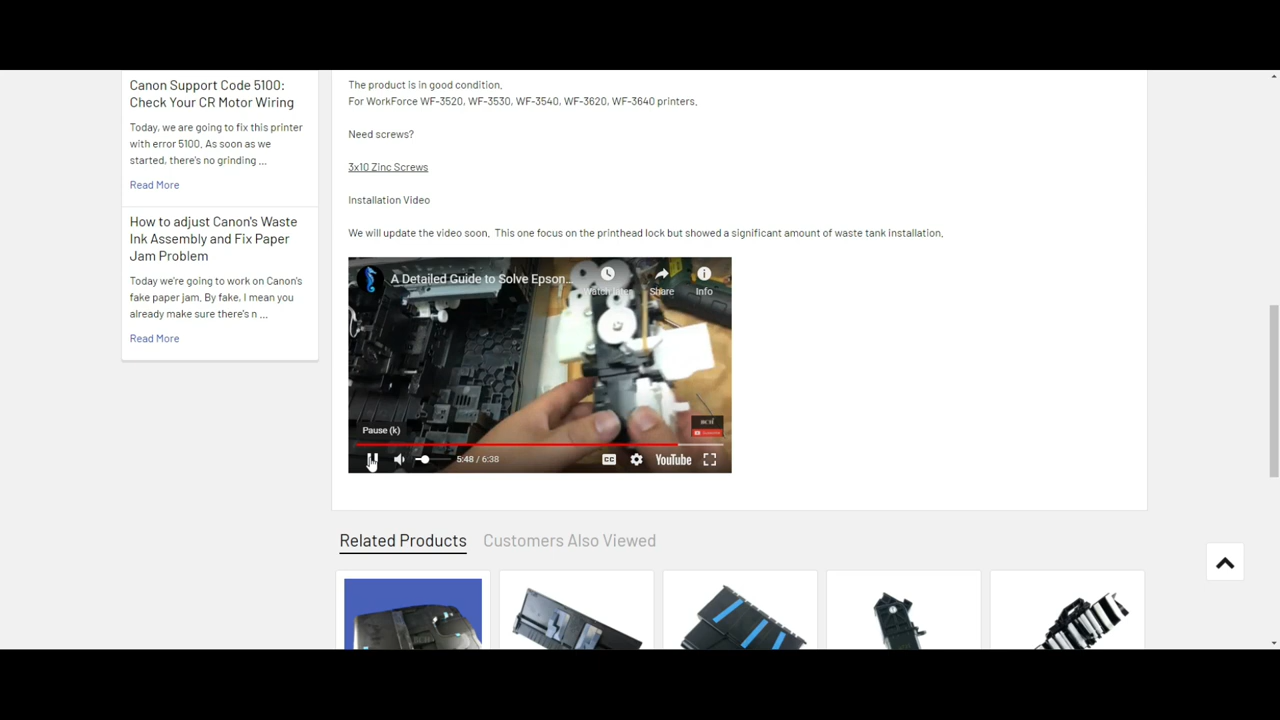 Canon Support Code 5100:
Check Your CR Motor Wiring
Today, we are going to fix this printer
with error 5100. As soon as we
started, there's no grinding ...
Read More
How to adjust Canon's Waste
Ink Assembly and Fix Paper
Jam Problem
Today we're going to work on Canon's
fake paper jam. By fake, I mean you
already make sure there's n ...
Read More
The product is in good condition.
For WorkForce WF-3520, WF-3530, WF-3540, WF-3620, WF-3640 printers.
Need screws?
3x10 Zinc Screws
Installation Video
We will update the video soon. This one focus on the printhead lock but showed a significant amount of waste tank installation.
A Detailed Guide to Solve Epson...
Watch later
Share
Info
Pause (k)
BCH
5:48 / 6:38
CC
YouTube
Related Products
Customers Also Viewed